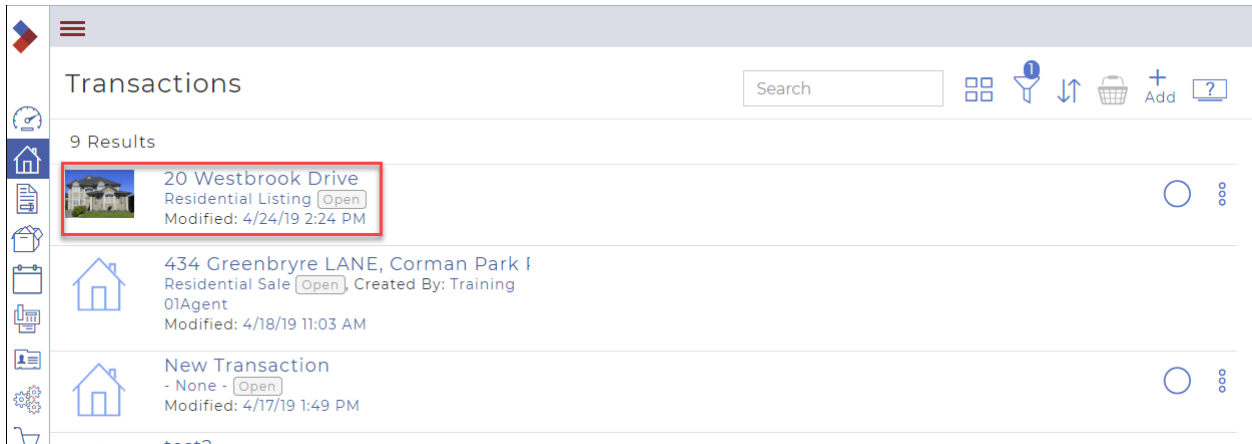 Transactions
Search
1
Add
?
9 Results
20 Westbrook Drive
Residential Listing Open
Modified: 4/24/19 2:24 PM
434 Greenbryre LANE, Corman Park
Residential Sale Open, Created By: Training
01Agent
Modified: 4/18/19 11:03 AM
New Transaction
- None - Open
Modified: 4/17/19 1:49 PM